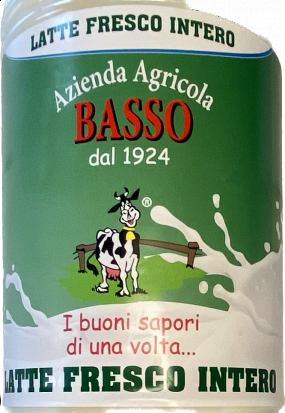 LATTE FRESCO INTERO
Azienda Agricola
BASSO
dal 1924
®
I buoni sapori
di una volta...
LATTE FRESCO INTERO